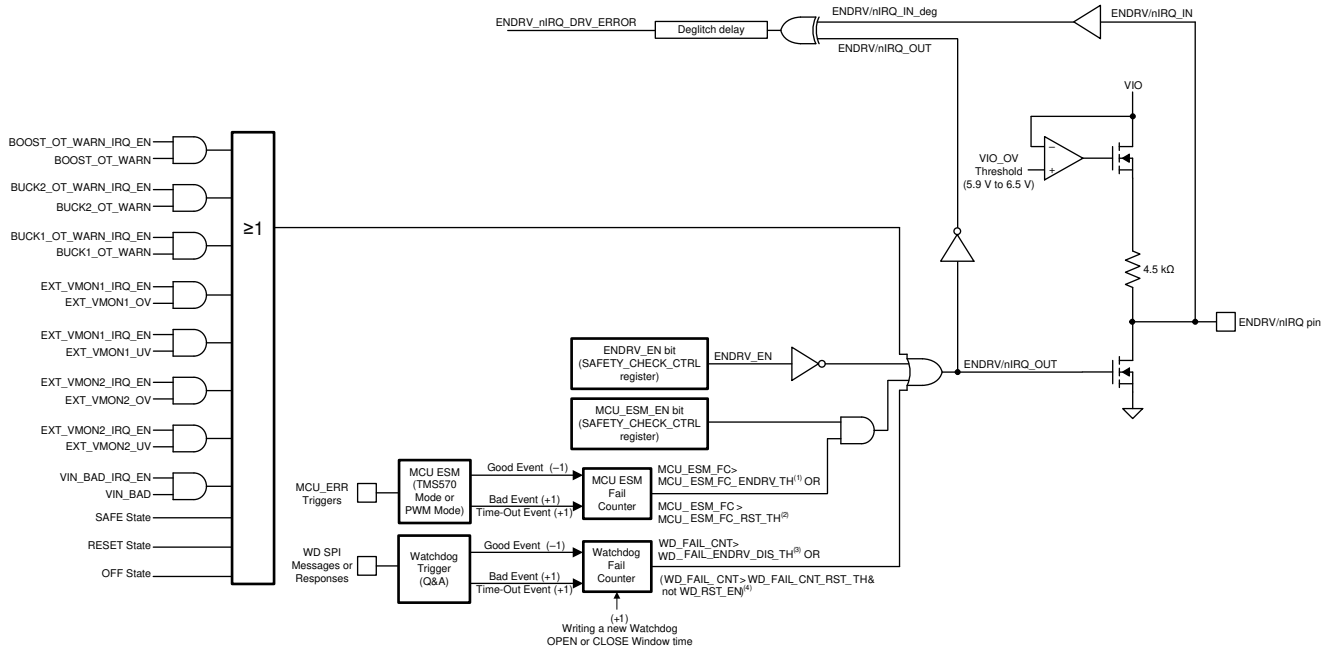 ENDRV_nIRQ_DRV_ERROR
Deglitch delay
ENDRV/nIRQ_IN_deg
ENDRV/nIRQ_IN
ENDRV/nIRQ_OUT
VIO
VIO_OV
Threshold
(5.9 V to 6.5 V)
–
+
4.5 kΩ
ENDRV/nIRQ pin
BOOST_OT_WARN_IRQ_EN
BOOST_OT_WARN
BUCK2_OT_WARN_IRQ_EN
BUCK2_OT_WARN
BUCK1_OT_WARN_IRQ_EN
BUCK1_OT_WARN
EXT_VMON1_IRQ_EN
EXT_VMON1_OV
EXT_VMON1_IRQ_EN
EXT_VMON1_UV
EXT_VMON2_IRQ_EN
EXT_VMON2_OV
EXT_VMON2_IRQ_EN
EXT_VMON2_UV
VIN_BAD_IRQ_EN
VIN_BAD
SAFE State
RESET State
OFF State
≥1
ENDRV_EN bit
(SAFETY_CHECK_CTRL
register)
ENDRV_EN
ENDRV/nIRQ_OUT
MCU_ESM_EN bit
(SAFETY_CHECK_CTRL
register)
MCU_ERR
Triggers
MCU ESM
(TMS570
Mode or
PWM Mode)
Good Event (–1)
Bad Event (+1)
Time-Out Event (+1)
MCU ESM
Fail
Counter
MCU_ESM_FC>
MCU_ESM_FC_ENDRV_TH(1) OR
MCU_ESM_FC >
MCU_ESM_FC_RST_TH(2)
WD SPI
Messages or
Responses
Watchdog
Trigger
(Q&A)
Good Event (–1)
Bad Event (+1)
Time-Out Event (+1)
Watchdog
Fail
Counter
WD_FAIL_CNT>
WD_FAIL_ENDRV_DIS_TH(3) OR
(WD_FAIL_CNT> WD_FAIL_CNT_RST_TH&
not WD_RST_EN)(4)
(+1)
Writing a new Watchdog
OPEN or CLOSE Window time